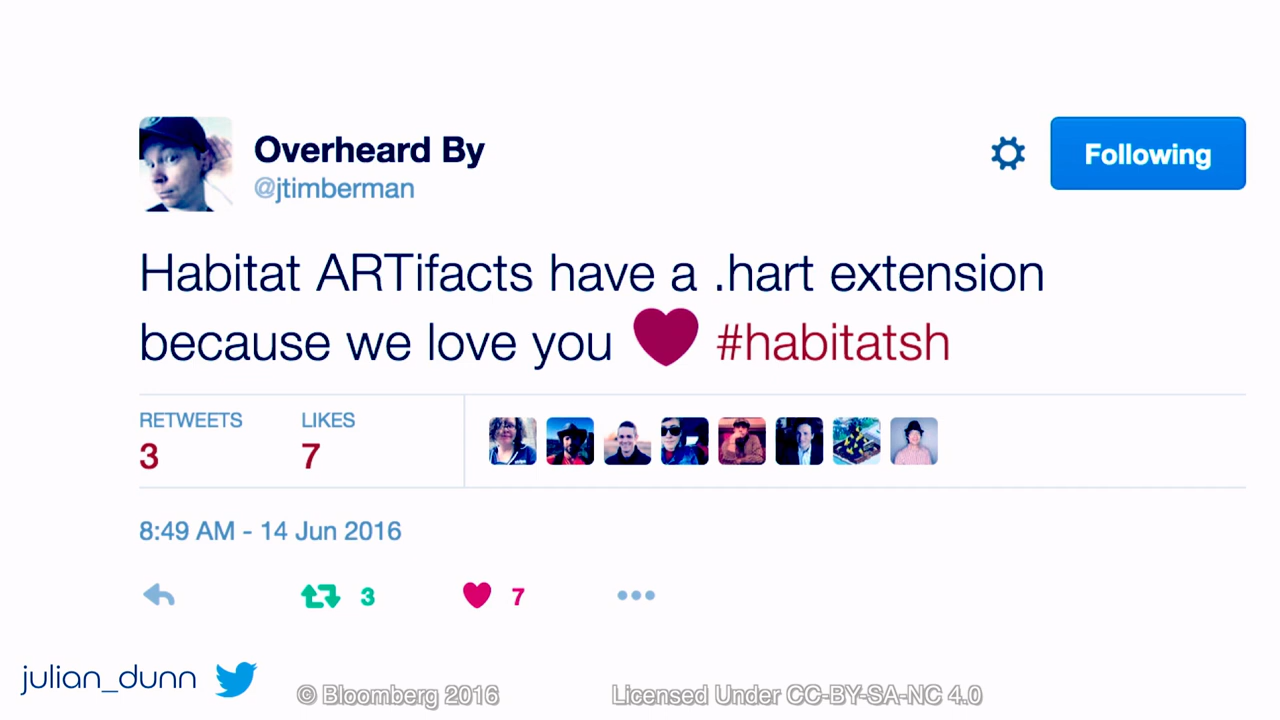 Overheard By
@jtimberman
Following
Habitat ARTifacts have a .hart extension
because we love you ❤ #habitatsh
RETWEETS LIKES
3 7
8:49 AM - 14 Jun 2016
3 7
julian_dunn
© Bloomberg 2016 Licensed Under CC-BY-SA-NC 4.0